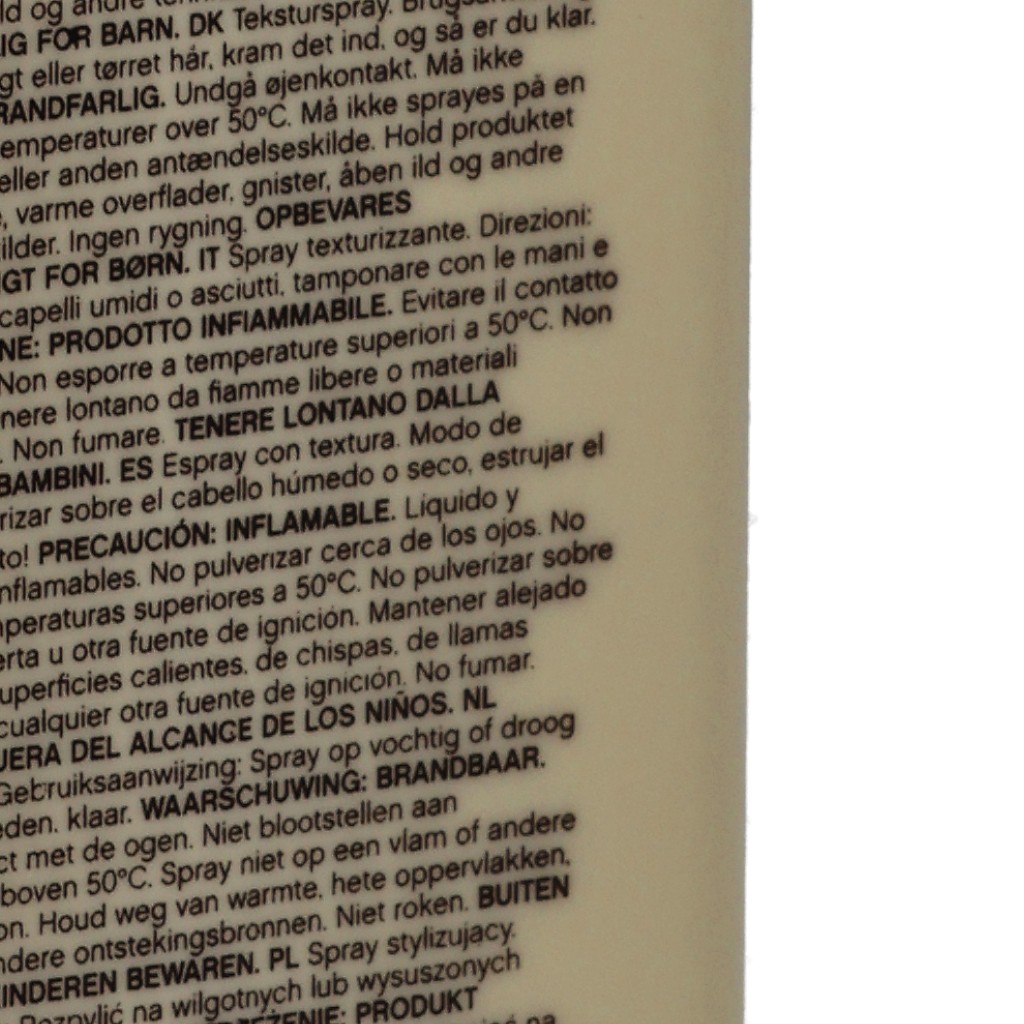 ld og andre
IG FOR BARN. DK Teksturspray.
gt eller tørret hår, kram det ind, og så er du klar.
RANDFARLIG. Undgå øjenkontakt. Må ikke
emperaturer over 50°C. Må ikke sprayes på en
eller anden antændelseskilde. Hold produktet
, varme overflader, gnister, åben ild og andre
ilder. Ingen rygning. OPBEVARES
IGT FOR BØRN. IT Spray texturizzante. Direzioni:
capelli umidi o asciutti, tamponare con le mani e
NE: PRODOTTO INFIAMMABILE. Evitare il contatto
Non esporre a temperature superiori a 50°C. Non
nere lontano da fiamme libere o materiali
. Non fumare. TENERE LONTANO DALLA
BAMBINI. ES Espray con textura. Modo de
rizar sobre el cabello húmedo o seco, estrujar el
to! PRECAUCIÓN: INFLAMABLE. Líquido y
nflamables. No pulverizar cerca de los ojos. No
mperaturas superiores a 50°C. No pulverizar sobre
erta u otra fuente de ignición. Mantener alejado
uperficies calientes, de chispas, de llamas
cualquier otra fuente de ignición. No fumar.
UERA DEL ALCANCE DE LOS NIÑOS. NL
Gebruiksaanwijzing: Spray op vochtig of droog
eden. klaar. WAARSCHUWING: BRANDBAAR.
ct met de ogen. Niet blootstellen aan
boven 50°C. Spray niet op een vlam of andere
on. Houd weg van warmte, hete oppervlakken,
ndere ontstekingsbronnen. Niet roken. BUITEN
INDEREN BEWAREN. PL Spray stylizujący.
Rozpylić na wilgotnych lub wysuszonych
PRODUKT